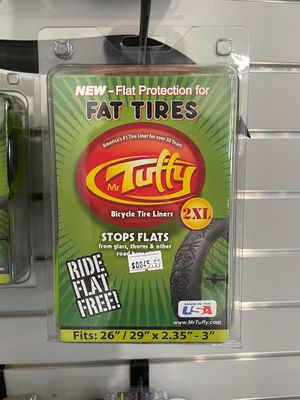 NEW - Flat Protection for
FAT TIRES
America's #1 Tire Liner for over 30 Years
Mr Tuffy
Bicycle Tire Liners
2XL
STOPS FLATS
from glass, thorns & other
road
RIDE
FLAT
FREE!
MADE IN THE
USA
www.MrTuffy.com
Fits: 26" / 29" x 2.35" - 3"